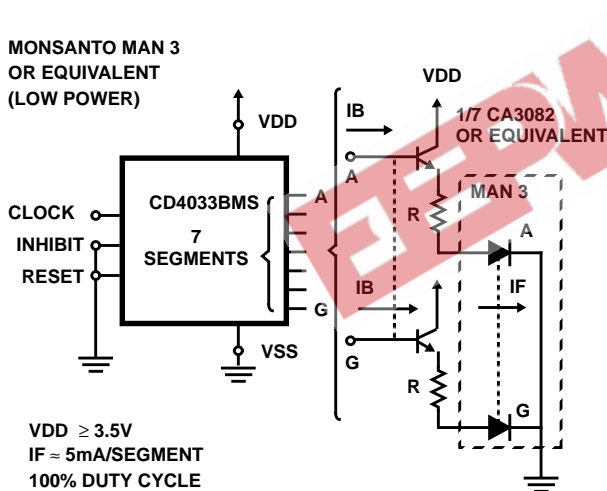 MONSANTO MAN 3
OR EQUIVALENT
(LOW POWER)
VDD
CD4033BMS
7
SEGMENTS
CLOCK
INHIBIT
RESET
A
G
VSS
IB
A
IB
G
VDD
1/7 CA3082
OR EQUIVALENT
R
R
MAN 3
A
IF
G
VDD ≥ 3.5V
IF ≈ 5mA/SEGMENT
100% DUTY CYCLE